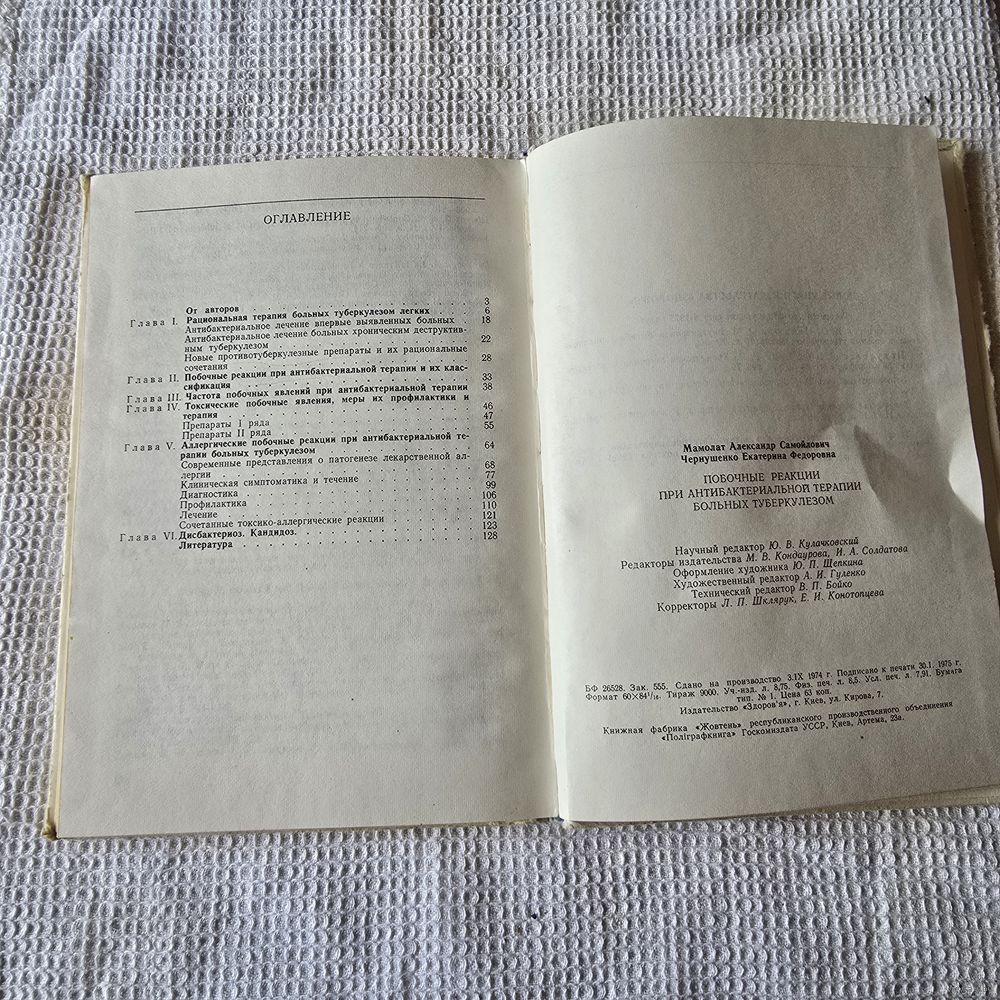 ОГЛАВЛЕНИЕ
От авторов . . . 3
Глава I. Рациональная терапия больных туберкулезом легких . . . 6
Антибактериальное лечение впервые выявленных больных . 18
Антибактериальное лечение больных хроническим деструктив-
ным туберкулезом . . . 22
Новые противотуберкулезные препараты и их рациональные
сочетания . . . 28
Глава II. Побочные реакции при антибактериальной терапии и их клас-
сификация . . . 33
Глава III. Частота побочных явлений при антибактериальной терапии 38
Глава IV. Токсические побочные явления, меры их профилактики и
терапия . . . 46
Препараты I ряда . . . 47
Препараты II ряда . . . 55
Глава V. Аллергические побочные реакции при антибактериальной те-
рапии больных туберкулезом 64
Современные представления о патогенезе лекарственной ал-
лергии . . . 68
Клиническая симптоматика и течение . . . 77
Диагностика . . . 99
Профилактика . . . 106
Лечение . . . 110
Сочетанные токсико-аллергические реакции . . . 121
Глава VI. Дисбактериоз. Кандидоз. . . . 123
Литература . . . 128
Мамолат Александр Самойлович
Чернушенко Екатерина Федоровна
ПОБОЧНЫЕ РЕАКЦИИ
ПРИ АНТИБАКТЕРИАЛЬНОЙ ТЕРАПИИ
БОЛЬНЫХ ТУБЕРКУЛЕЗОМ
Научный редактор Ю. В. Кулачковский
Редакторы издательства М. В. Кондаурова, И. А. Солдатова
Оформление художника Ю. П. Щепкина
Художественный редактор А. И. Гуленко
Технический редактор В. П. Бойко
Корректоры Л. П. Шклярук, Е. И. Конотопцева
БФ 26528. Зак. 555. Сдано на производство 3.IX 1974 г. Подписано к печати 30.I. 1975 г.
Формат 60×84¹/₁₆. Тираж 9000. Уч.-изд. л. 8,75. Физ. печ. л. 8,5. Усл. печ. л. 7,91. Бумага
тип. № 1. Цена 63 коп.
Издательство «Здоров'я», г. Киев, ул. Кирова, 7.
Книжная фабрика «Жовтень» республиканского производственного объединения
«Поліграфкнига» Госкомиздата УССР, Киев, Артема, 23а.